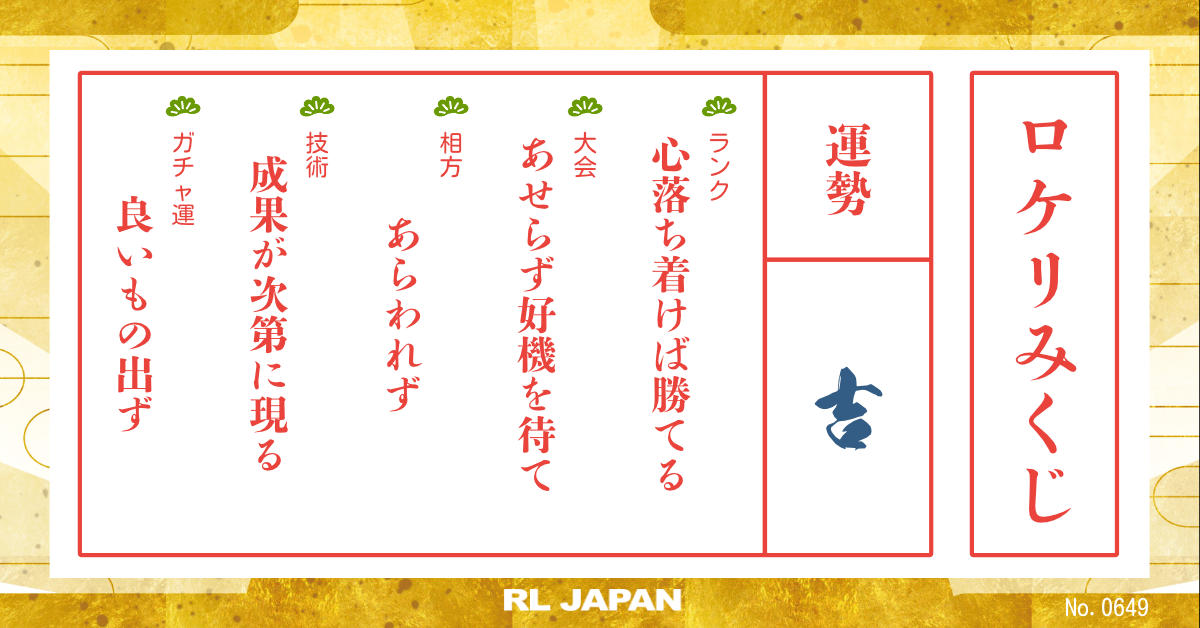 ロケリみくじ
運勢
吉
ランク
心落ち着けば勝てる
大会
あせらず好機を待て
相方
あらわれず
技術
成果が次第に現る
ガチャ運
良いもの出ず
RL JAPAN
No. 0649